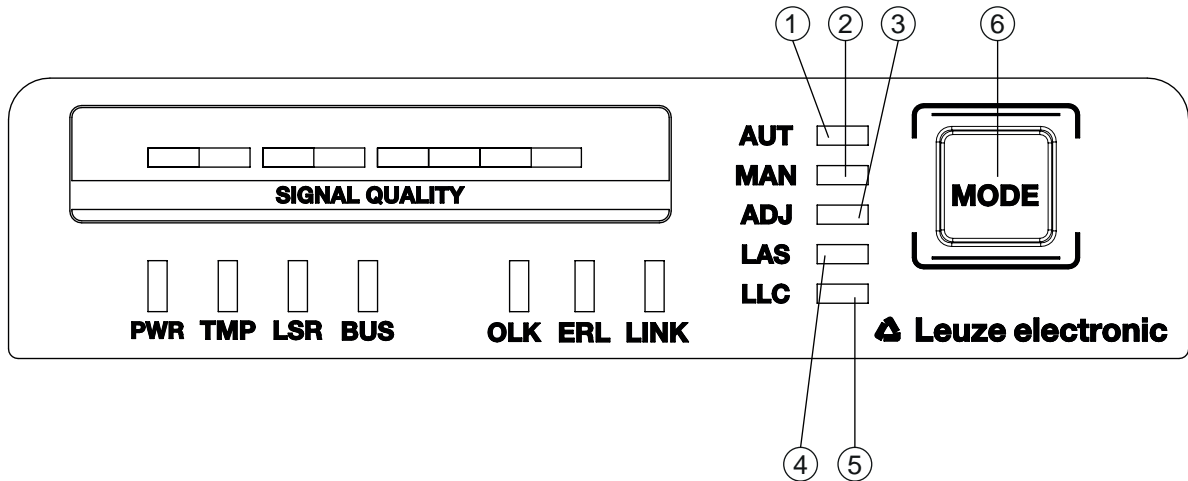 1 2 3 6
AUT
MAN
ADJ
LAS
LLC
MODE
SIGNAL QUALITY
PWR TMP LSR BUS OLK ERL LINK
Leuze electronic
4 5